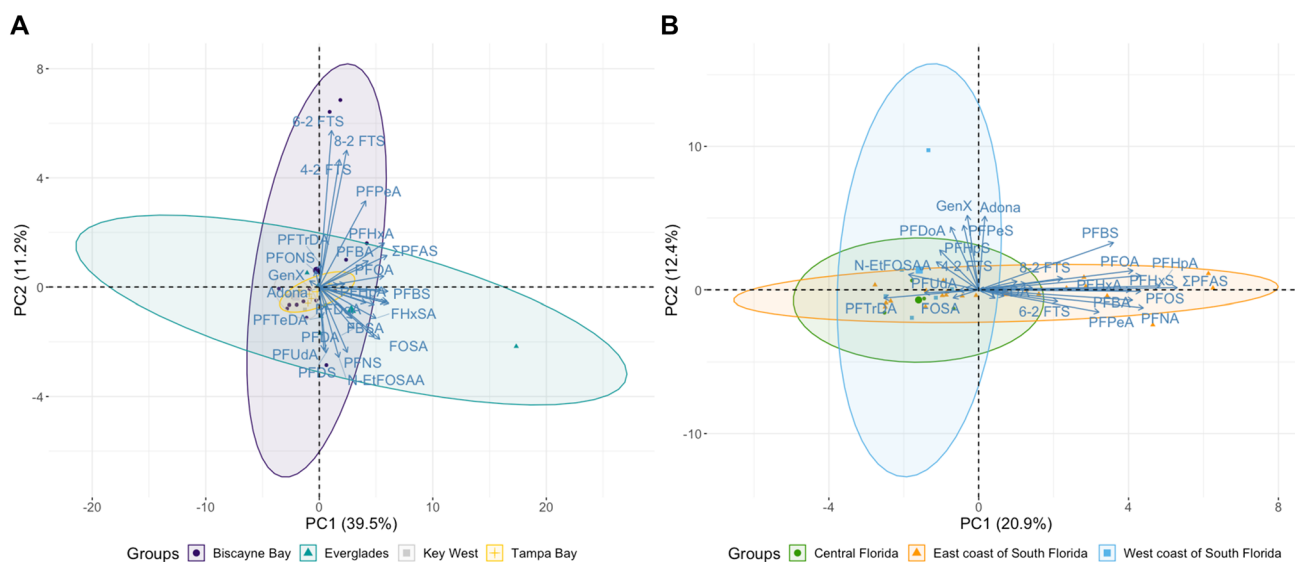 A
B
8
4
0
-4
PC2 (11.2%)
6-2 FTS
8-2 FTS
4-2 FTS
PFPeA
PFHxA
PFTrDA
PFBA
ΣPFAS
PFONS
PFOA
GenX
Adona
PFBS
PFTeDA
FHxSA
FBSA
PFDA
FOSA
PFUdA
PFNS
PFDS
N-EtFOSAA
-20
-10
0
10
20
PC1 (39.5%)
Groups
Biscayne Bay
Everglades
Key West
Tampa Bay
10
0
-10
PC2 (12.4%)
GenX
Adona
PFDoA
PFPeS
PFBS
N-EtFOSAA
4-2 FTS
8-2 FTS
PFOA
PFHpA
PFUdA
PFHxA
PFHxS
ΣPFAS
PFTrDA
FOSA
6-2 FTS
PFBA
PFOS
PFPeA
PFNA
-4
0
4
8
PC1 (20.9%)
Groups
Central Florida
East coast of South Florida
West coast of South Florida